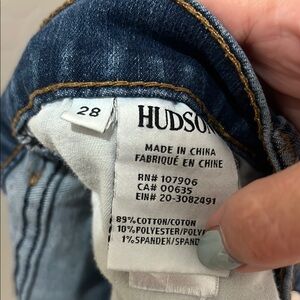 28
HUDSON
MADE IN CHINA
FABRIQUÉ EN CHINE
RN# 107906
CA# 00635
EIN# 20-3082491
89% COTTON/COTON
10% POLYESTER/POLYE
1% SPANDEX/SPAND